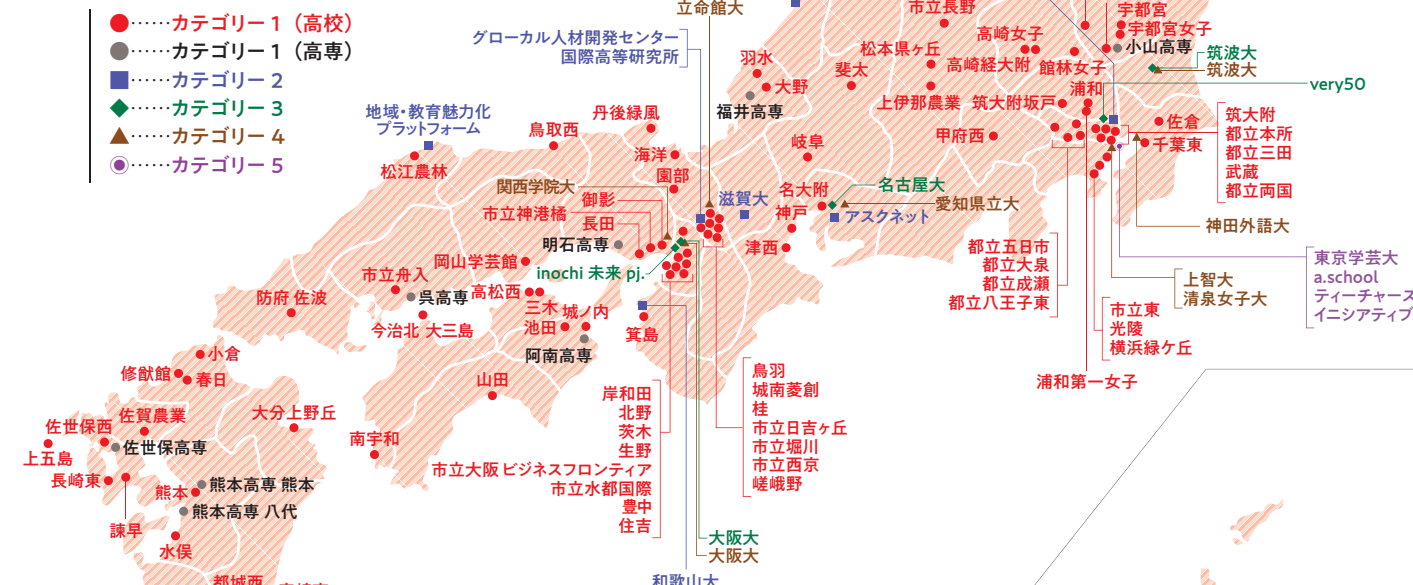 カテゴリー 1（高校）
カテゴリー 1（高専）
カテゴリー 2
カテゴリー 3
カテゴリー 4
カテゴリー 5
立命館大
グローカル人材開発センター
国際高等研究所
市立長野
高崎女子
宇都宮
宇都宮女子
小山高専
筑波大
筑波大
very50
松本県ヶ丘
高崎経大附
館林女子
羽水
大野
斐太
福井高専
上伊那農業
筑大附坂戸
浦和
地域・教育魅力化
プラットフォーム
丹後緑風
鳥取西
松江農林
海洋
園部
岐阜
甲府西
佐倉
千葉東
筑大附
都立本所
都立三田
武蔵
都立両国
関西学院大
御影
市立神港橘
長田
明石高専
滋賀大
名大附
神戸
津西
名古屋大
愛知県立大
アスクネット
神田外語大
岡山学芸館
inochi 未来 pj.
都立五日市
都立大泉
都立成瀬
都立八王子東
東京学芸大
a.school
ティーチャーズ
イニシアティブ
上智大
清泉女子大
市立舟入
呉高専
高松西
防府 佐波
今治北 大三島
三木
城ノ内
池田
阿南高専
箕島
市立東
光陵
横浜緑ケ丘
浦和第一女子
小倉
修猷館
春日
山田
岸和田
北野
茨木
生野
市立大阪 ビジネスフロンティア
市立水都国際
豊中
住吉
鳥羽
城南菱創
桂
市立日吉ヶ丘
市立堀川
市立西京
嵯峨野
佐賀農業
大分上野丘
佐世保西
佐世保高専
上五島
南宇和
長崎東
熊本
熊本高専 熊本
熊本高専 八代
諫早
水俣
大阪大
大阪大
和歌山大
都城西